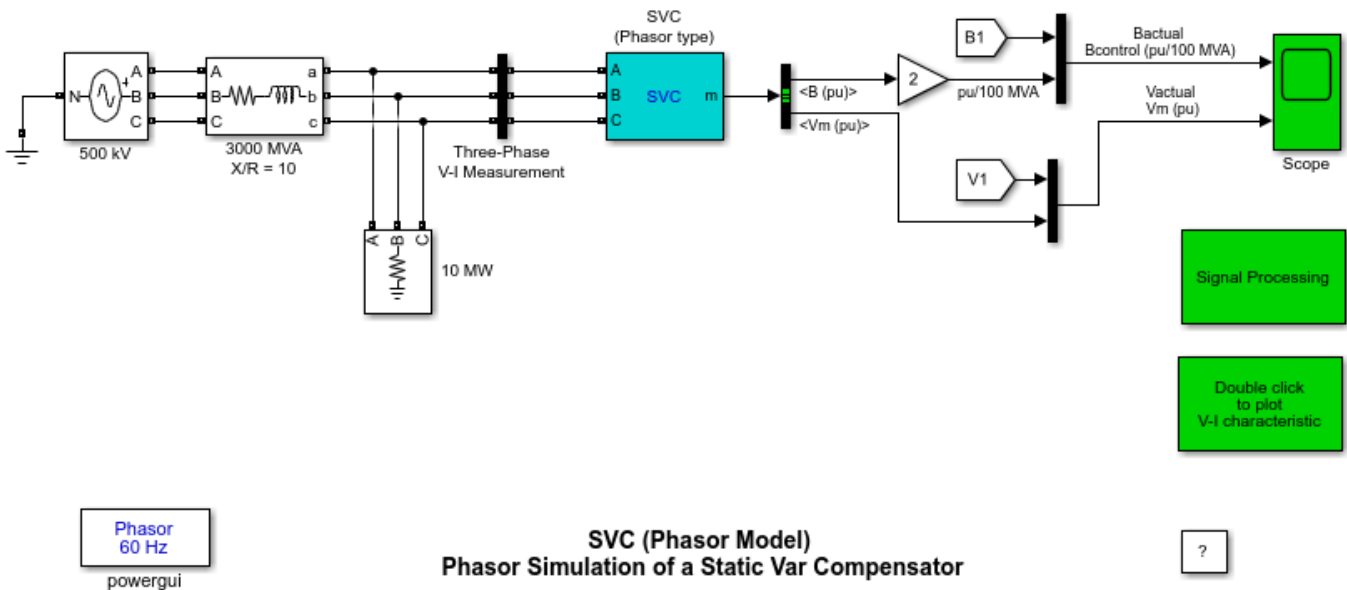 SVC
(Phasor type)
N
A
B
C
500 kV
A
B
C
a
b
c
3000 MVA
X/R = 10
Three-Phase
V-I Measurement
A
B
C
SVC
m
A
B
C
10 MW
<B (pu)>
<Vm (pu)>
2
pu/100 MVA
B1
V1
Bactual
Bcontrol (pu/100 MVA)
Vactual
Vm (pu)
Scope
Signal Processing
Double click
to plot
V-I characteristic
Phasor
60 Hz
powergui
SVC (Phasor Model)
Phasor Simulation of a Static Var Compensator
?